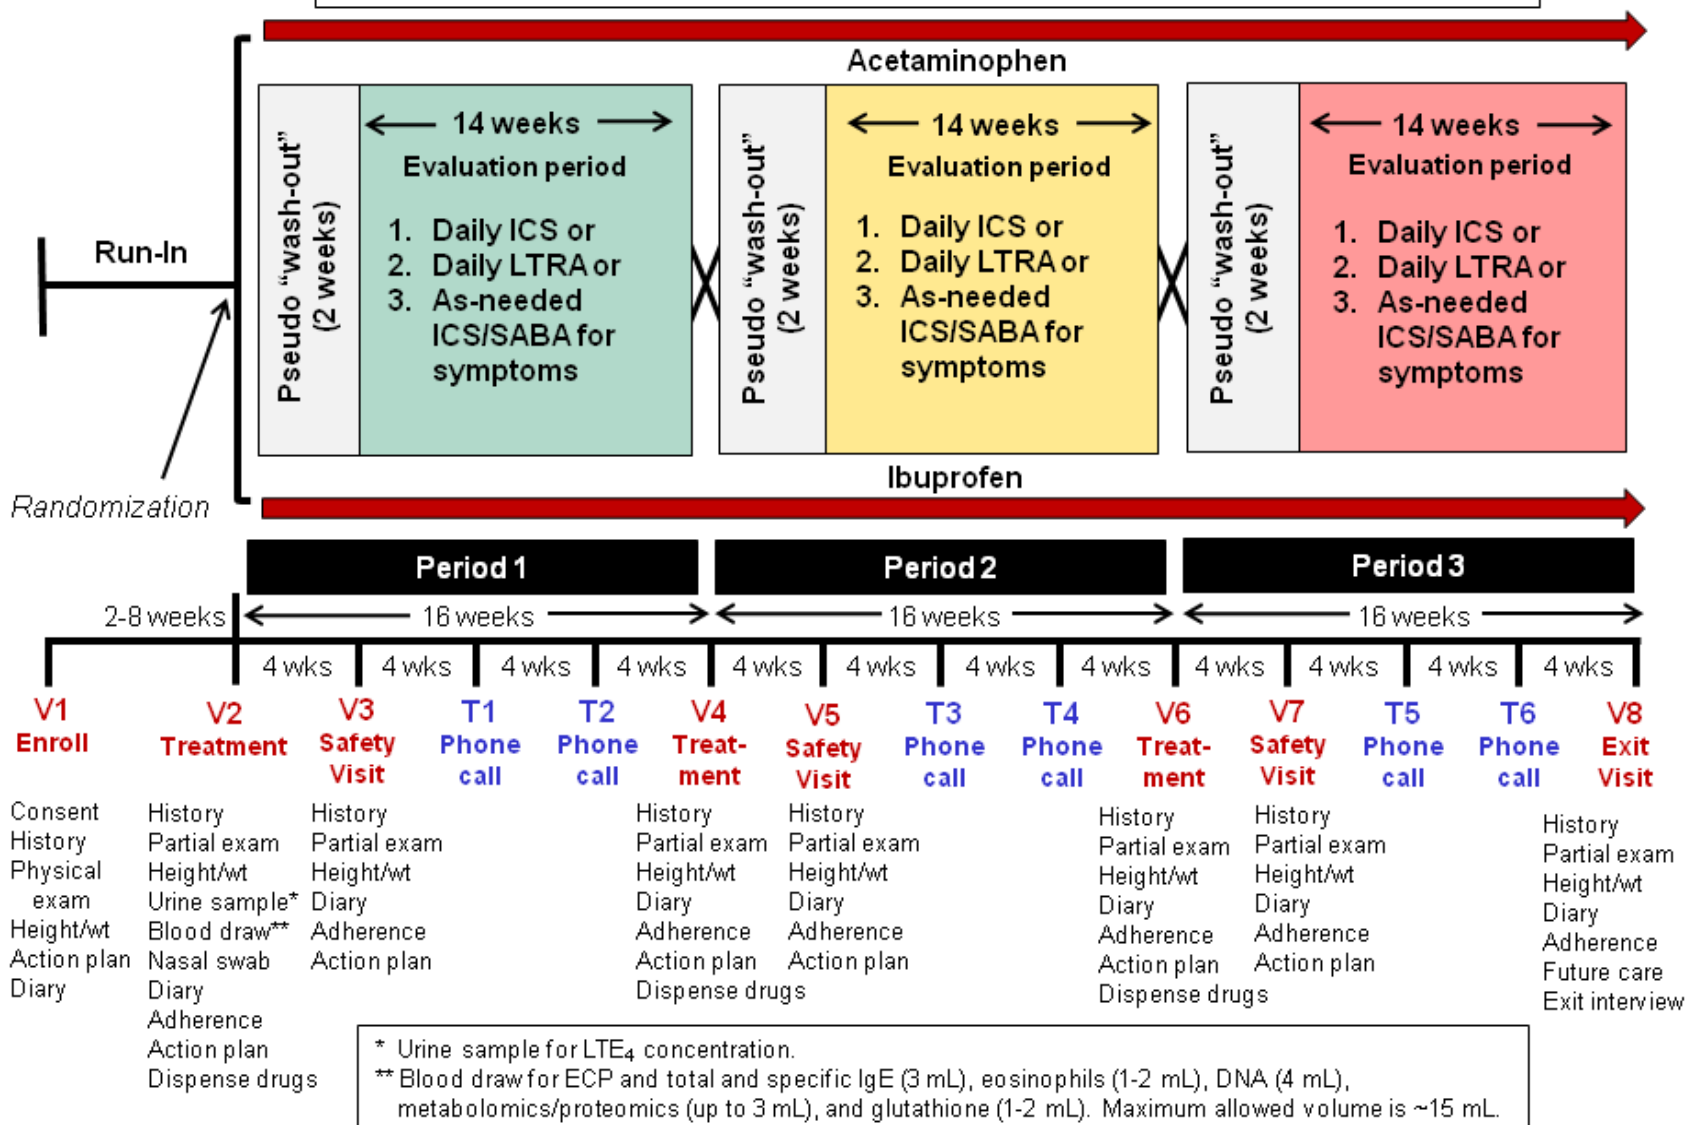 Acetaminophen
Run-In
Randomization
Pseudo “wash-out”
(2 weeks)
14 weeks
Evaluation period
1. Daily ICS or
2. Daily LTRA or
3. As-needed
ICS/SABA for
symptoms
Pseudo “wash-out”
(2 weeks)
14 weeks
Evaluation period
1. Daily ICS or
2. Daily LTRA or
3. As-needed
ICS/SABA for
symptoms
Pseudo “wash-out”
(2 weeks)
14 weeks
Evaluation period
1. Daily ICS or
2. Daily LTRA or
3. As-needed
ICS/SABA for
symptoms
Ibuprofen
Period 1
Period 2
Period 3
2-8 weeks
16 weeks
16 weeks
16 weeks
4 wks
4 wks
4 wks
4 wks
4 wks
4 wks
4 wks
4 wks
4 wks
4 wks
4 wks
4 wks
V1
Enroll
Consent
History
Physical
exam
Height/wt
Action plan
Diary
V2
Treatment
History
Partial exam
Height/wt
Urine sample*
Blood draw**
Nasal swab
Diary
Adherence
Action plan
Dispense drugs
V3
Safety
Visit
History
Partial exam
Height/wt
Diary
Adherence
Action plan
T1
Phone
call
T2
Phone
call
V4
Treat-
ment
History
Partial exam
Height/wt
Diary
Adherence
Action plan
Dispense drugs
V5
Safety
Visit
History
Partial exam
Height/wt
Diary
Adherence
Action plan
T3
Phone
call
T4
Phone
call
V6
Treat-
ment
History
Partial exam
Height/wt
Diary
Adherence
Action plan
Dispense drugs
V7
Safety
Visit
History
Partial exam
Height/wt
Diary
Adherence
Action plan
T5
Phone
call
T6
Phone
call
V8
Exit
Visit
History
Partial exam
Height/wt
Diary
Adherence
Future care
Exit interview
* Urine sample for LTE₄ concentration.
** Blood draw for ECP and total and specific IgE (3 mL), eosinophils (1-2 mL), DNA (4 mL),
metabolomics/proteomics (up to 3 mL), and glutathione (1-2 mL). Maximum allowed volume is ~15 mL.